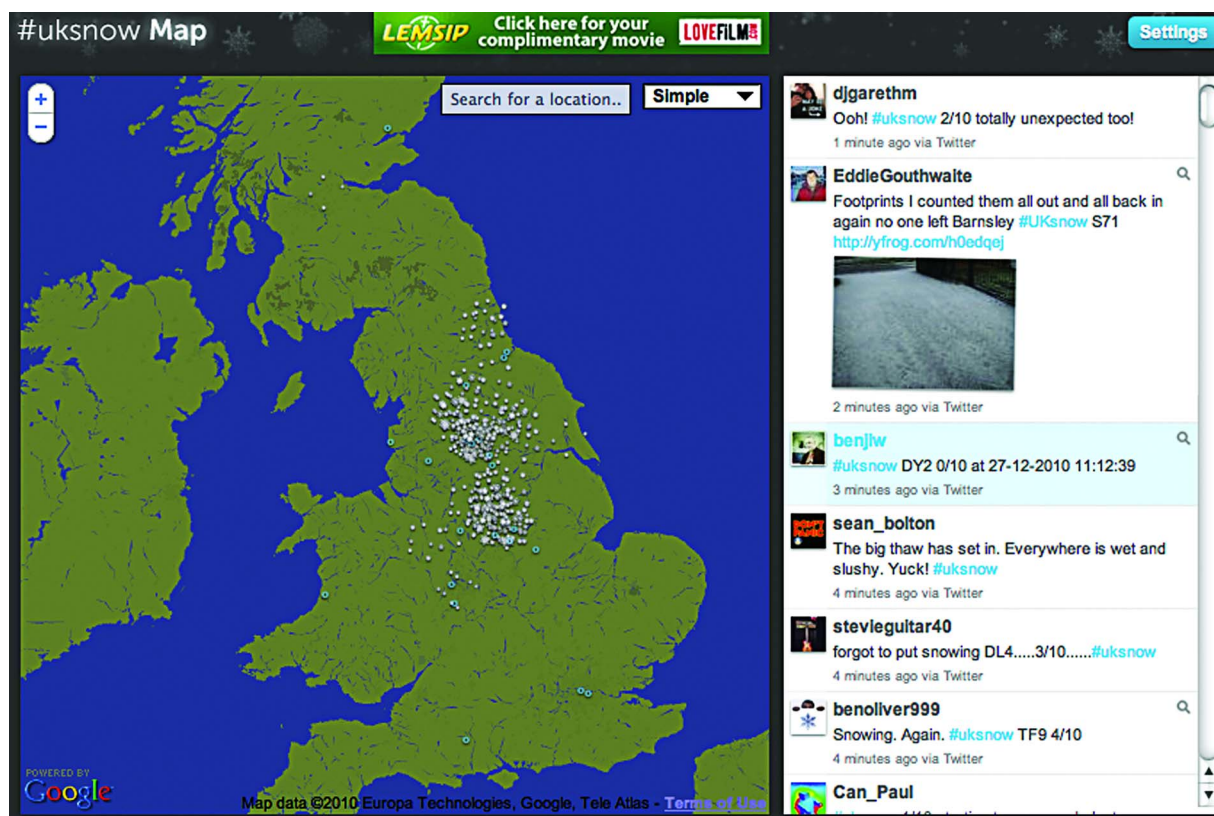 #uksnow Map
LEMSIP
Click here for your
complimentary movie
LOVEFiLM
Settings
+
−
Search for a location..
Simple
POWERED BY
Google
Map data ©2010 Europa Technologies, Google, Tele Atlas - Terms of Use
djgarethm
Ooh! #uksnow 2/10 totally unexpected too!
1 minute ago via Twitter
EddieGouthwaite
Footprints I counted them all out and all back in
again no one left Barnsley #UKsnow S71
http://yfrog.com/h0edqej
2 minutes ago via Twitter
benjiw
#uksnow DY2 0/10 at 27-12-2010 11:12:39
3 minutes ago via Twitter
sean_bolton
The big thaw has set in. Everywhere is wet and
slushy. Yuck! #uksnow
4 minutes ago via Twitter
stevieguitar40
forgot to put snowing DL4.....3/10......#uksnow
4 minutes ago via Twitter
benoliver999
Snowing. Again. #uksnow TF9 4/10
4 minutes ago via Twitter
Can_Paul